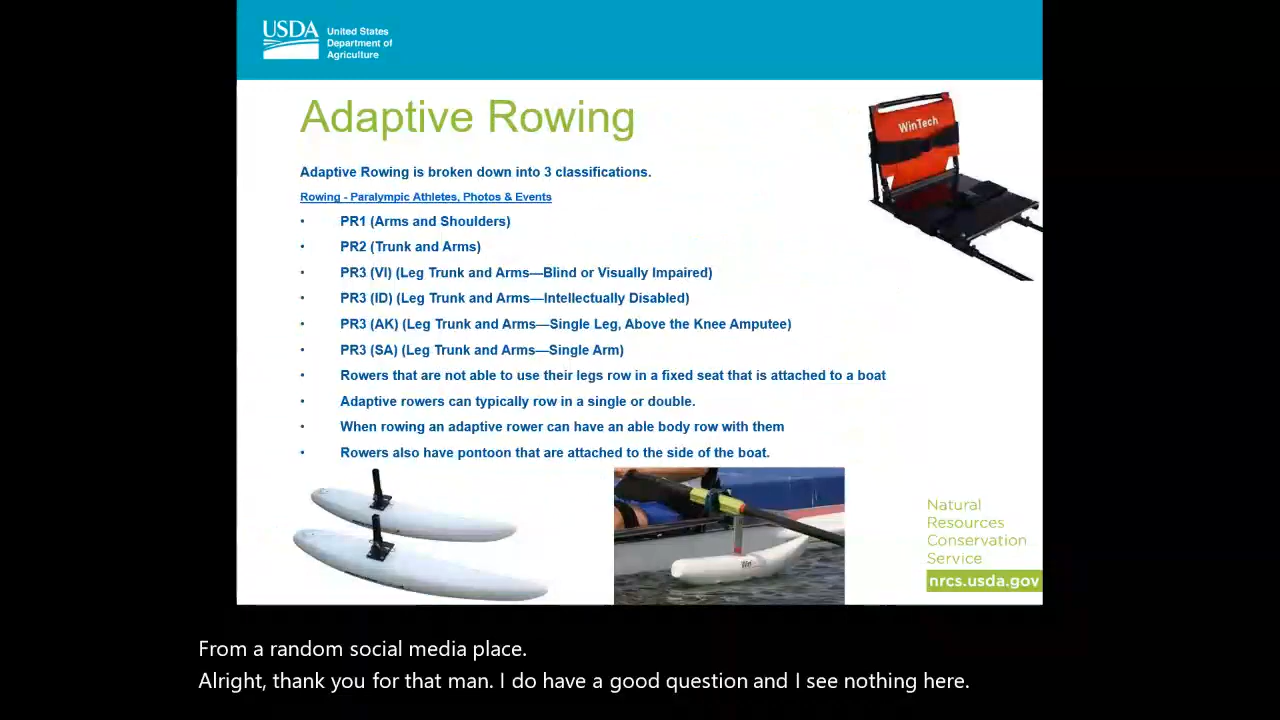 USDA
United States
Department of
Agriculture
Adaptive Rowing
WinTech
Adaptive Rowing is broken down into 3 classifications.
Rowing - Paralympic Athletes, Photos & Events
• PR1 (Arms and Shoulders)
• PR2 (Trunk and Arms)
• PR3 (VI) (Leg Trunk and Arms—Blind or Visually Impaired)
• PR3 (ID) (Leg Trunk and Arms—Intellectually Disabled)
• PR3 (AK) (Leg Trunk and Arms—Single Leg, Above the Knee Amputee)
• PR3 (SA) (Leg Trunk and Arms—Single Arm)
• Rowers that are not able to use their legs row in a fixed seat that is attached to a boat
• Adaptive rowers can typically row in a single or double.
• When rowing an adaptive rower can have an able body row with them
• Rowers also have pontoon that are attached to the side of the boat.
Natural
Resources
Conservation
Service
nrcs.usda.gov
From a random social media place.
Alright, thank you for that man. I do have a good question and I see nothing here.